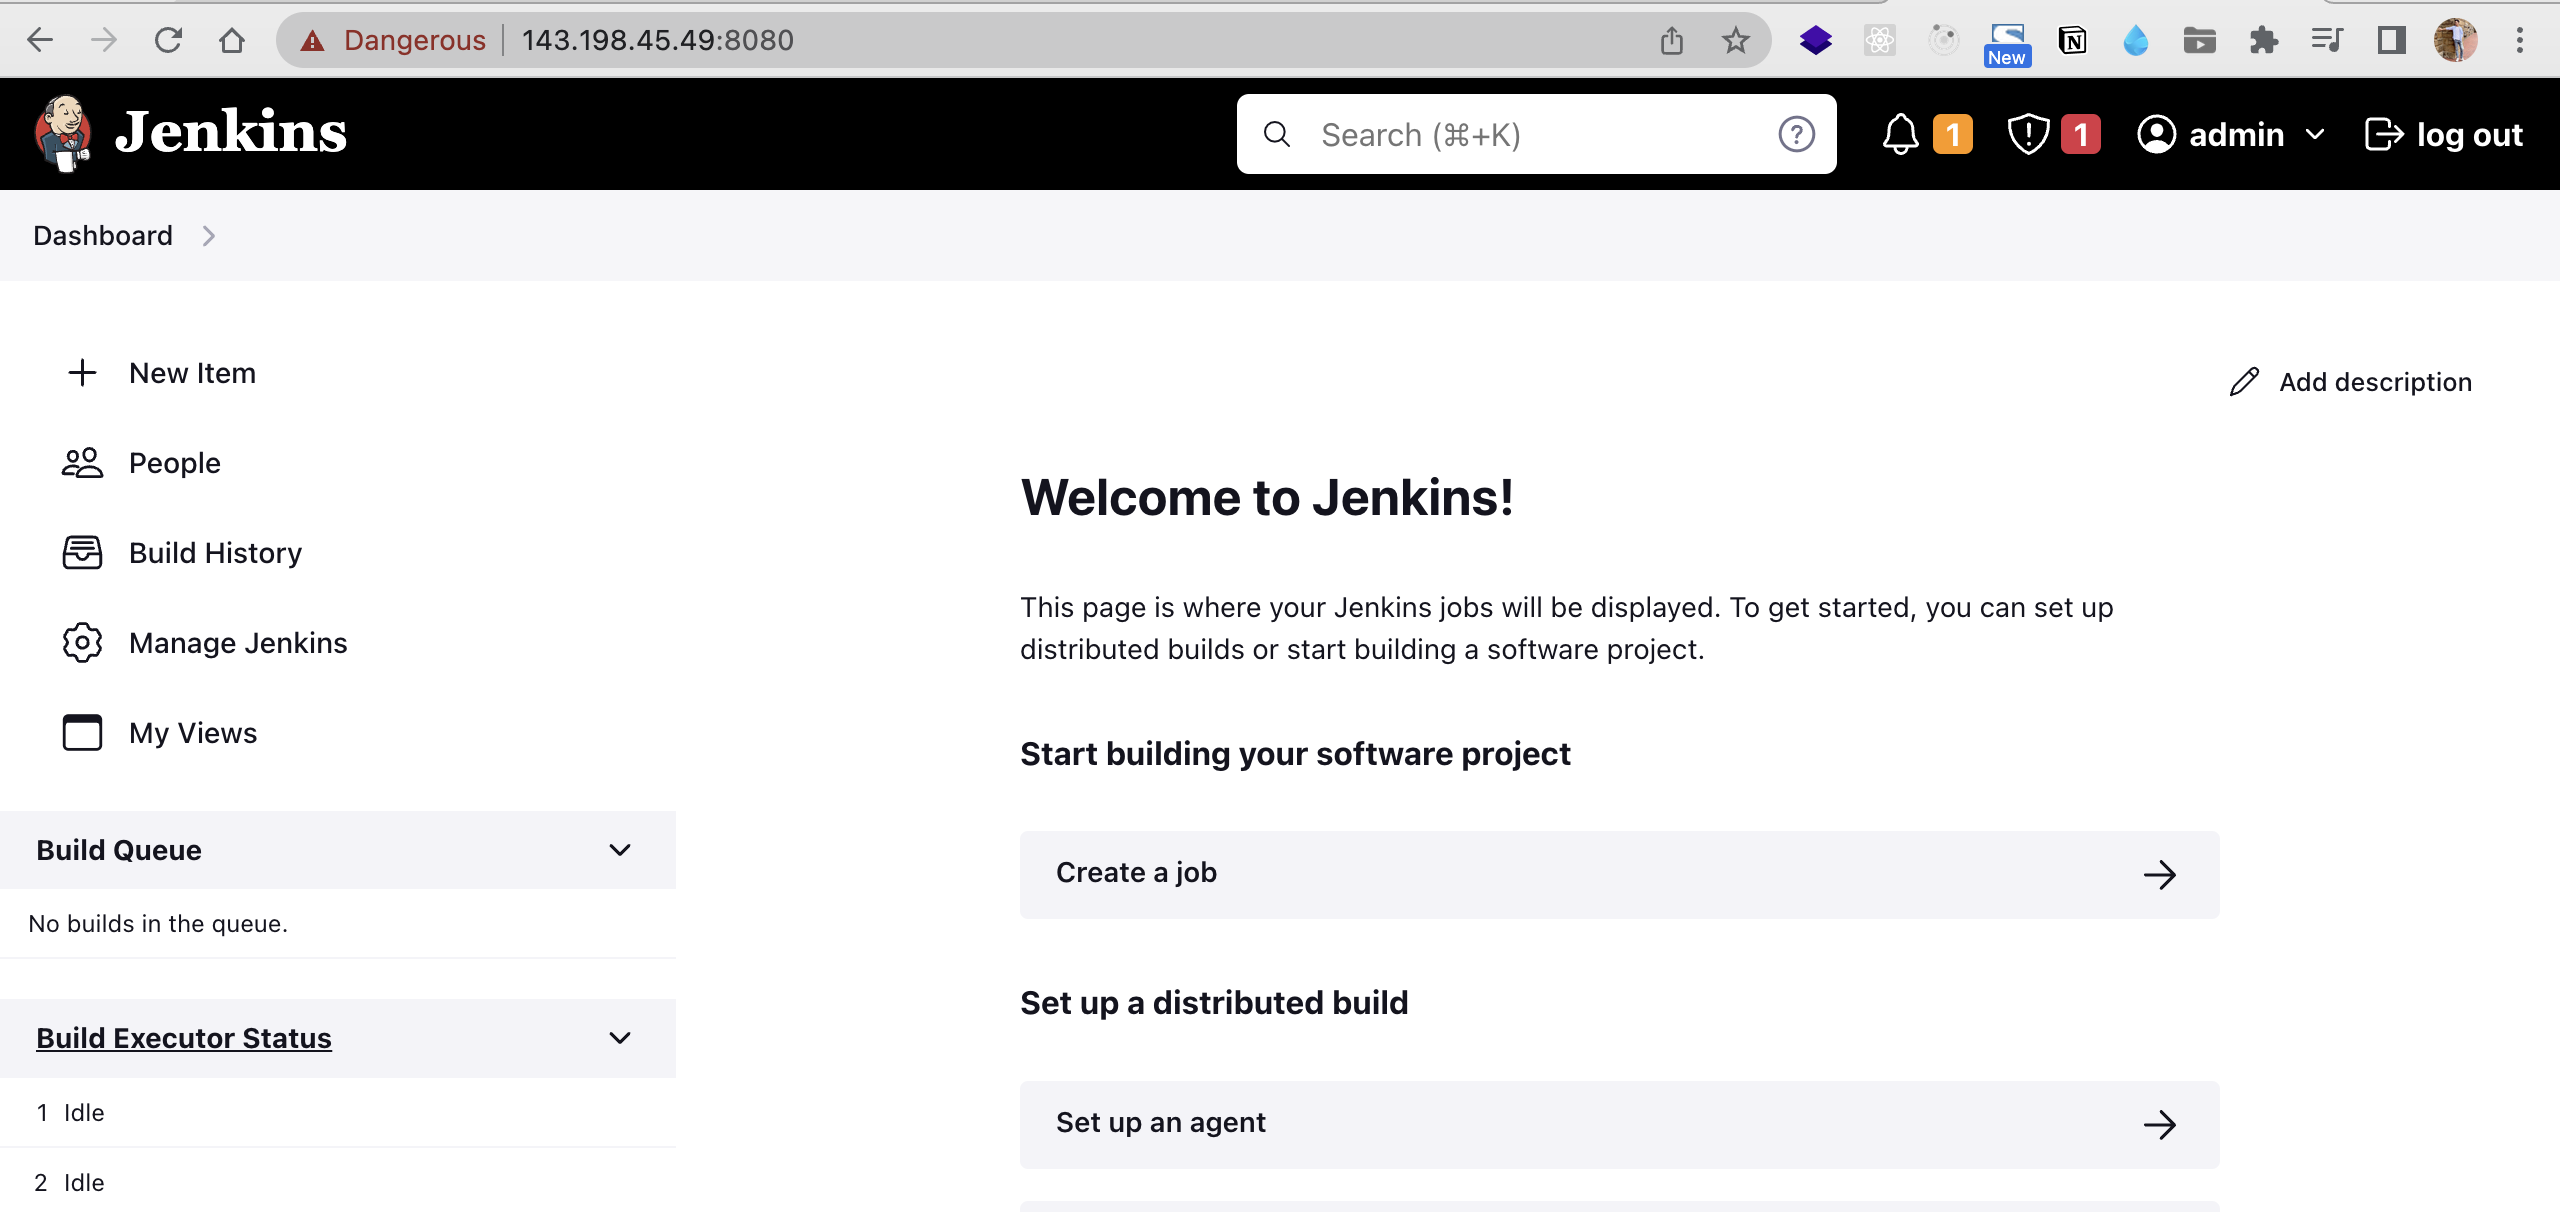 Dangerous 143.198.45.49:8080
New
N
Jenkins
Search (⌘+K)
?
1
1
admin
log out
Dashboard
New Item
People
Build History
Manage Jenkins
My Views
Build Queue
No builds in the queue.
Build Executor Status
1 Idle
2 Idle
Add description
Welcome to Jenkins!
This page is where your Jenkins jobs will be displayed. To get started, you can set up
distributed builds or start building a software project.
Start building your software project
Create a job
Set up a distributed build
Set up an agent